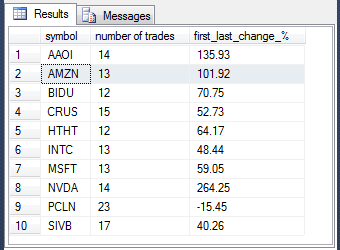 Results Messages
symbol number of trades first_last_change_%
1 AAOI 14 135.93
2 AMZN 13 101.92
3 BIDU 12 70.75
4 CRUS 15 52.73
5 HTHT 12 64.17
6 INTC 13 48.44
7 MSFT 13 59.05
8 NVDA 14 264.25
9 PCLN 23 -15.45
10 SIVB 17 40.26